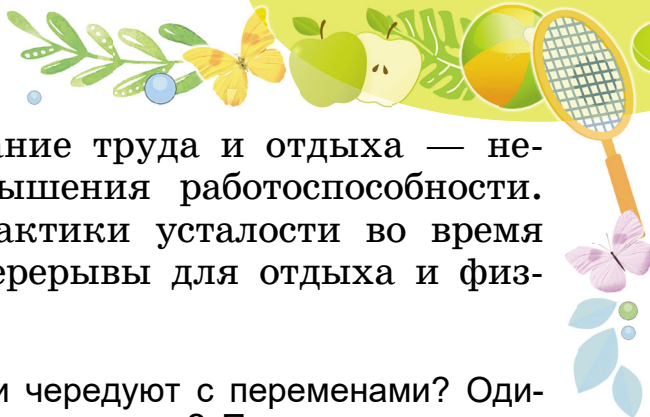 ание труда и отдыха — не-
ышения работоспособности.
актики усталости во время
ерерывы для отдыха и физ-
и чередуют с переменами? Оди-